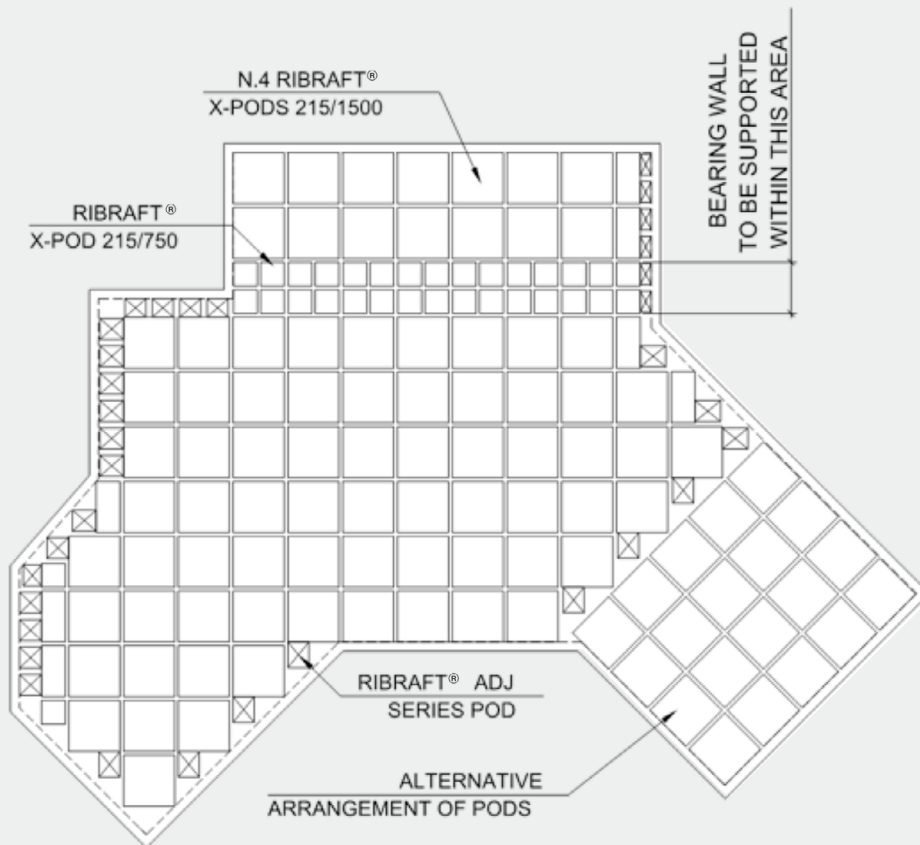 N.4 RIBRAFT®
X-PODS 215/1500
RIBRAFT®
X-POD 215/750
BEARING WALL
TO BE SUPPORTED
WITHIN THIS AREA
RIBRAFT® ADJ
SERIES POD
ALTERNATIVE
ARRANGEMENT OF PODS